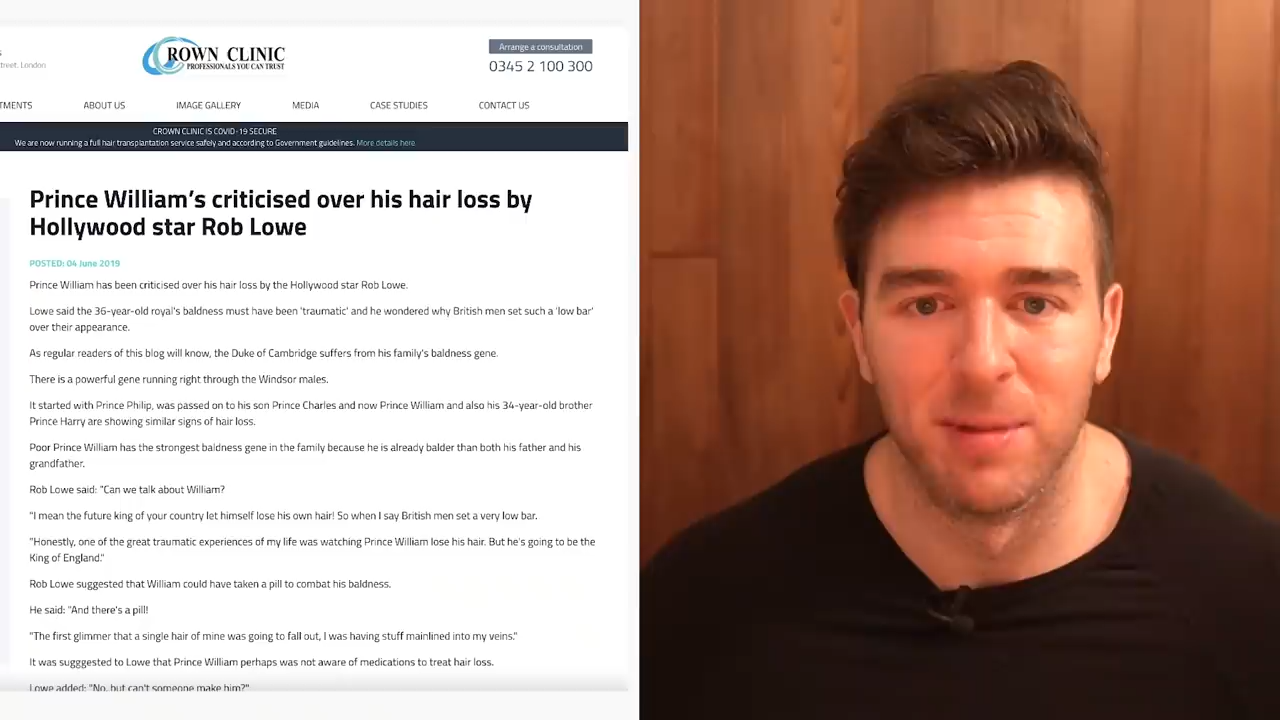 ROWN CLINIC
PROFESSIONALS YOU CAN TRUST
Arrange a consultation
0345 2 100 300
s
treet, London
TMENTS
ABOUT US
IMAGE GALLERY
MEDIA
CASE STUDIES
CONTACT US
CROWN CLINIC IS COVID-19 SECURE
We are now running a full hair transplantation service safely and according to Government guidelines. More details here.
Prince William’s criticised over his hair loss by
Hollywood star Rob Lowe
POSTED: 04 June 2019
Prince William has been criticised over his hair loss by the Hollywood star Rob Lowe.
Lowe said the 36-year-old royal's baldness must have been 'traumatic' and he wondered why British men set such a 'low bar'
over their appearance.
As regular readers of this blog will know, the Duke of Cambridge suffers from his family's baldness gene.
There is a powerful gene running right through the Windsor males.
It started with Prince Philip, was passed on to his son Prince Charles and now Prince William and also his 34-year-old brother
Prince Harry are showing similar signs of hair loss.
Poor Prince William has the strongest baldness gene in the family because he is already balder than both his father and his
grandfather.
Rob Lowe said: "Can we talk about William?
"I mean the future king of your country let himself lose his own hair! So when I say British men set a very low bar.
"Honestly, one of the great traumatic experiences of my life was watching Prince William lose his hair. But he's going to be the
King of England."
Rob Lowe suggested that William could have taken a pill to combat his baldness.
He said: "And there's a pill!
"The first glimmer that a single hair of mine was going to fall out, I was having stuff mainlined into my veins."
It was sugggested to Lowe that Prince William perhaps was not aware of medications to treat hair loss.
Lowe added: "No, but can't someone make him?"